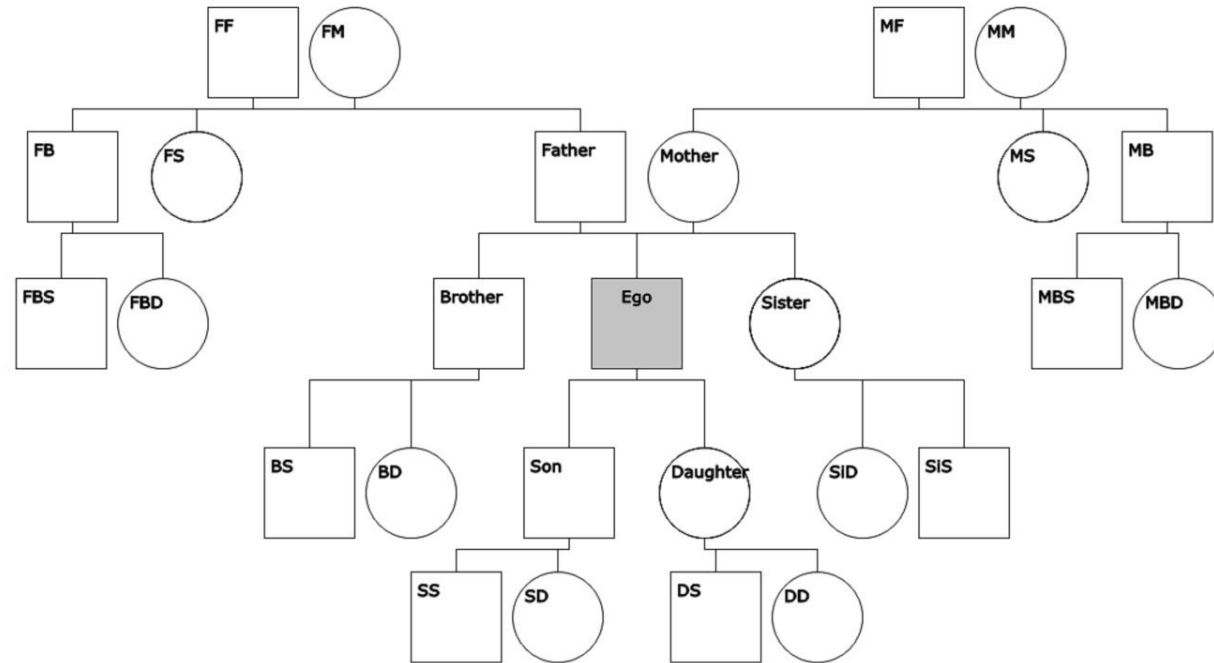 FF
FM
MF
MM
FB
FS
Father
Mother
MS
MB
FBS
FBD
Brother
Ego
Sister
MBS
MBD
BS
BD
Son
Daughter
SiD
SiS
SS
SD
DS
DD